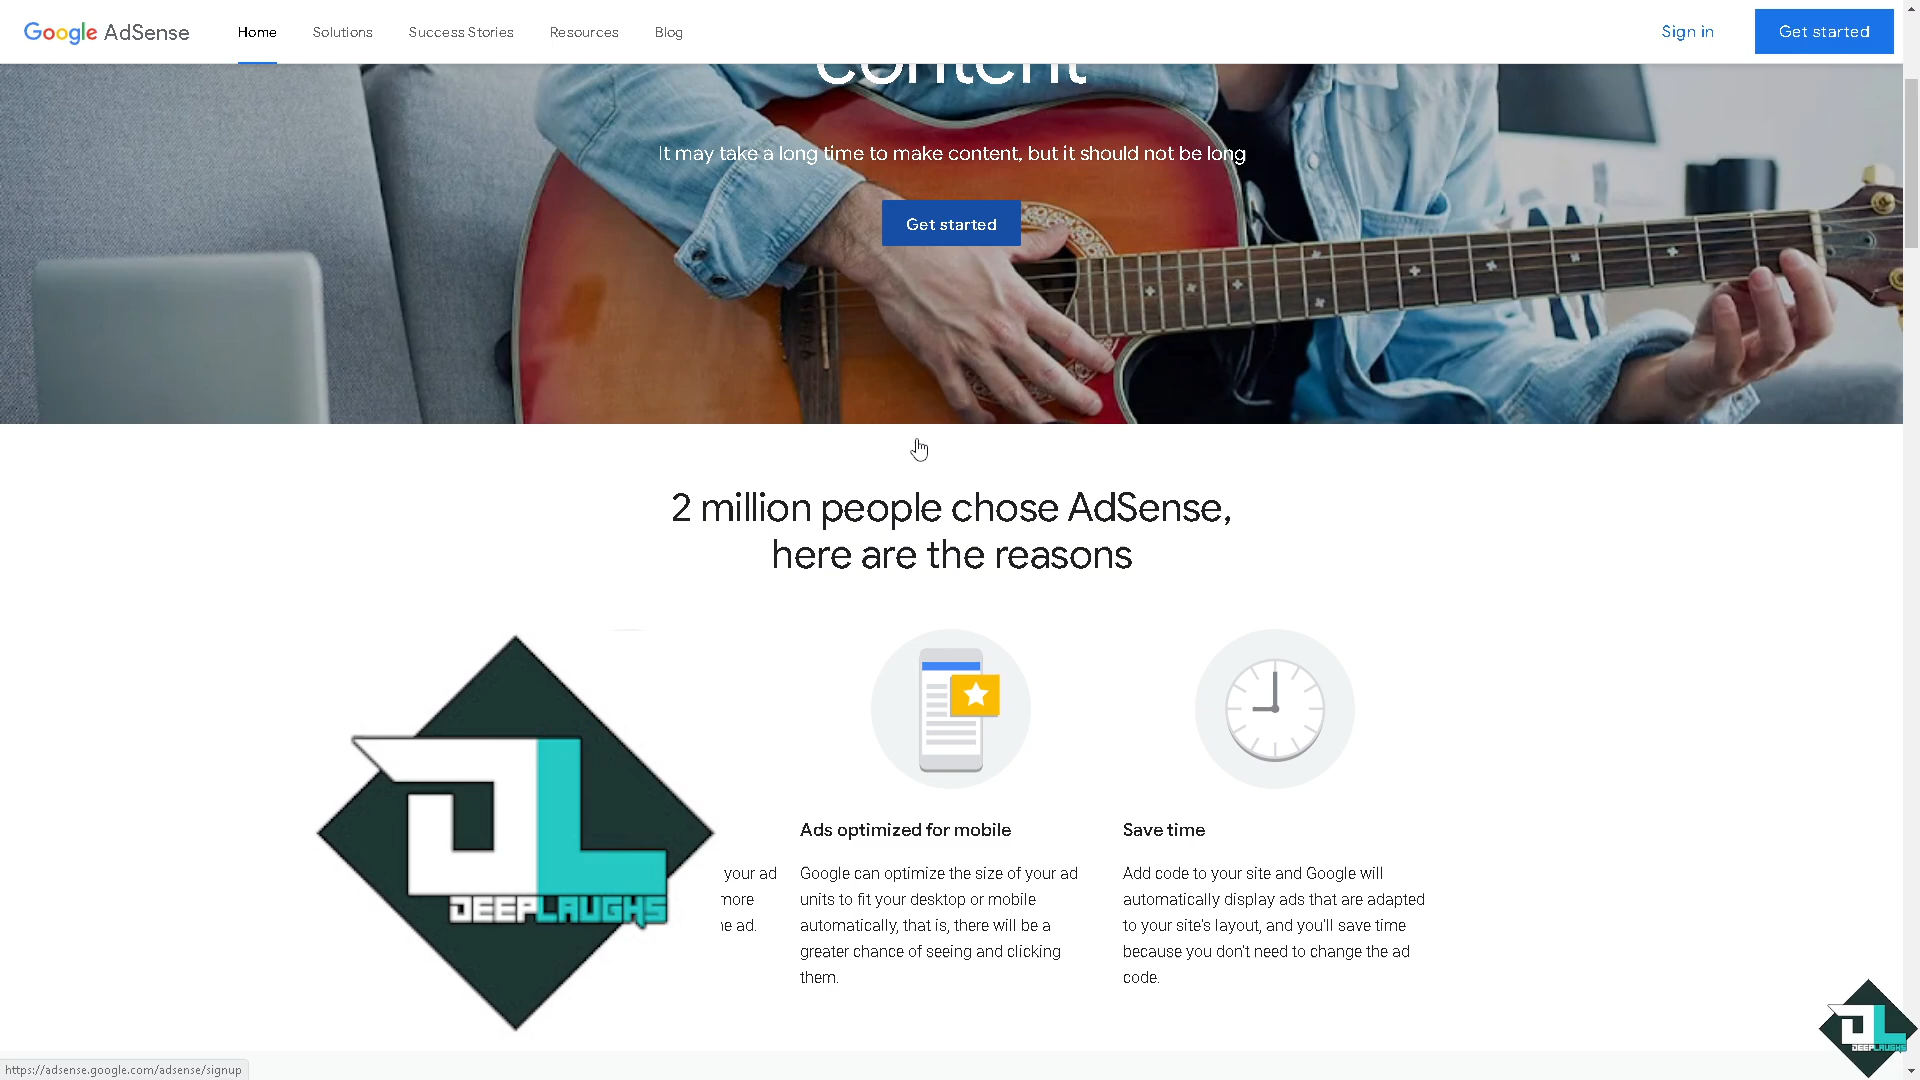 Google AdSense
Home
Solutions
Success Stories
Resources
Blog
Sign in
Get started
content
It may take a long time to make content, but it should not be long
Get started
2 million people chose AdSense,
here are the reasons
DEEPLAUGHS
your ad
more
ad.
Ads optimized for mobile
Google can optimize the size of your ad
units to fit your desktop or mobile
automatically, that is, there will be a
greater chance of seeing and clicking
them.
Save time
Add code to your site and Google will
automatically display ads that are adapted
to your site's layout, and you'll save time
because you don't need to change the ad
code.
DEEPLAUGHS
https://adsense.google.com/adsense/signup